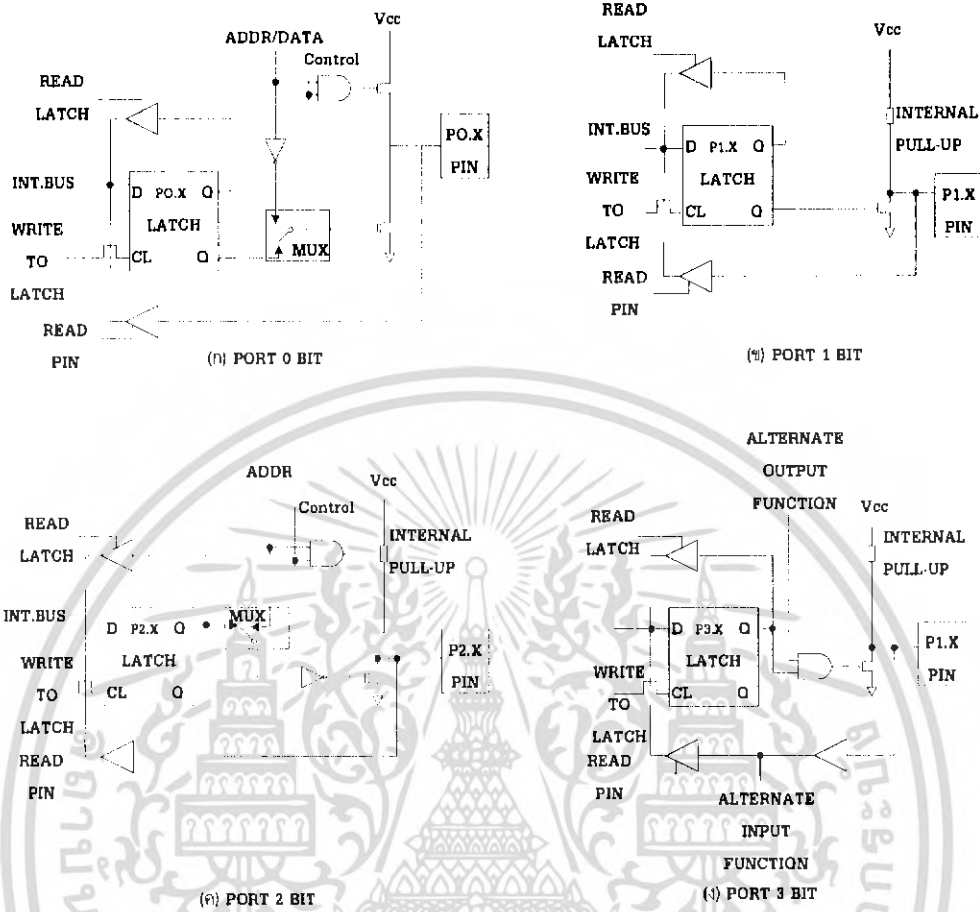 READ
LATCH
INT.BUS
WRITE
TO
LATCH
READ
PIN
ADDR/DATA
Control
Vcc
D P0.X Q
LATCH
CL Q
MUX
PO.X
PIN
(ก) PORT 0 BIT
READ
LATCH
INT.BUS
WRITE
TO
LATCH
READ
PIN
D P1.X Q
LATCH
CL Q
Vcc
INTERNAL
PULL-UP
P1.X
PIN
(ข) PORT 1 BIT
ADDR
Control
Vcc
READ
LATCH
INTERNAL
PULL-UP
INT.BUS
WRITE
TO
LATCH
READ
PIN
D P2.X Q
LATCH
CL Q
MUX
P2.X
PIN
(ค) PORT 2 BIT
ALTERNATE
OUTPUT
FUNCTION
READ
LATCH
Vcc
INTERNAL
PULL-UP
D P3.X Q
LATCH
CL Q
WRITE
TO
LATCH
READ
PIN
P1.X
PIN
ALTERNATE
INPUT
FUNCTION
(ง) PORT 3 BIT